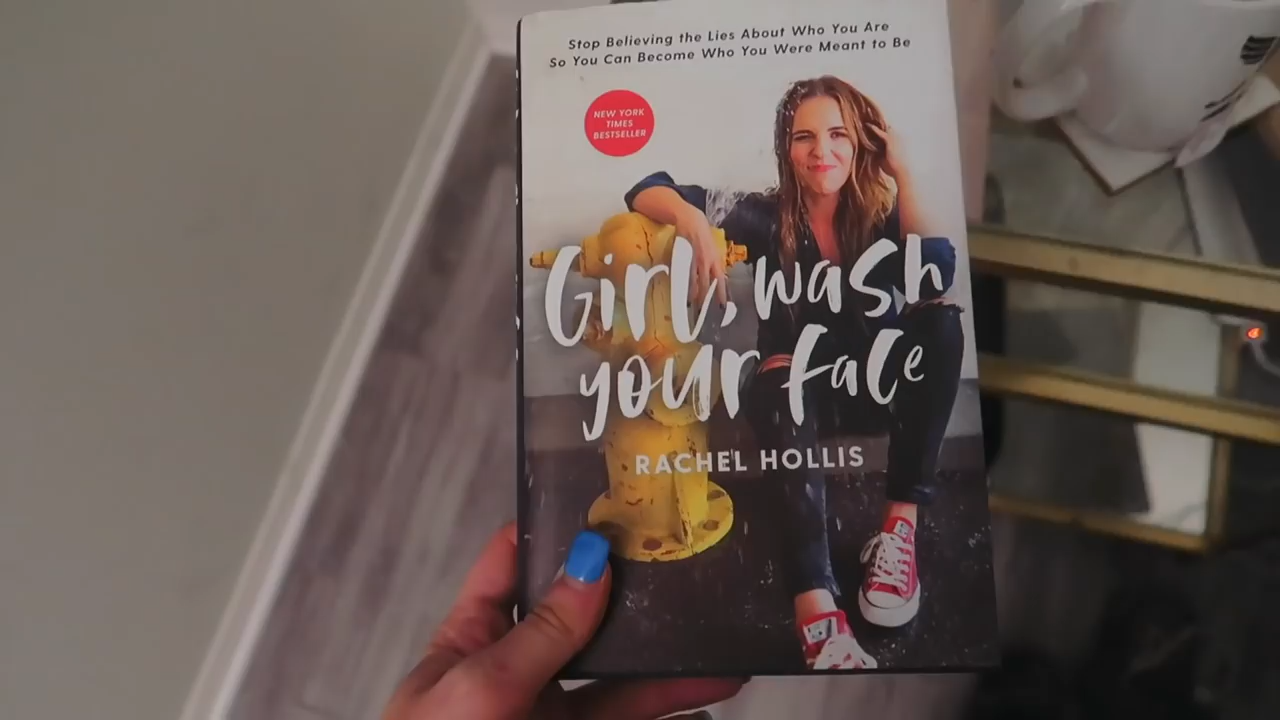 Stop Believing the Lies About Who You Are
So You Can Become Who You Were Meant to Be
NEW YORK
TIMES
BESTSELLER
Girl, wash
your face
RACHEL HOLLIS